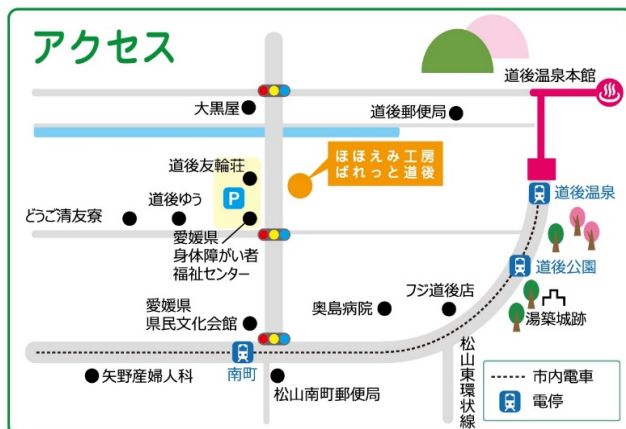 アクセス
道後温泉本館
大黒屋
道後郵便局
ほほえみ工房
ぱれっと道後
道後友輪荘
P
道後ゆう
どうご清友寮
道後温泉
愛媛県
身体障がい者
福祉センター
道後公園
愛媛県
県民文化会館
奥島病院
フジ道後店
湯築城跡
矢野産婦人科
南町
松山南町郵便局
松山東環状線
市内電車
電停